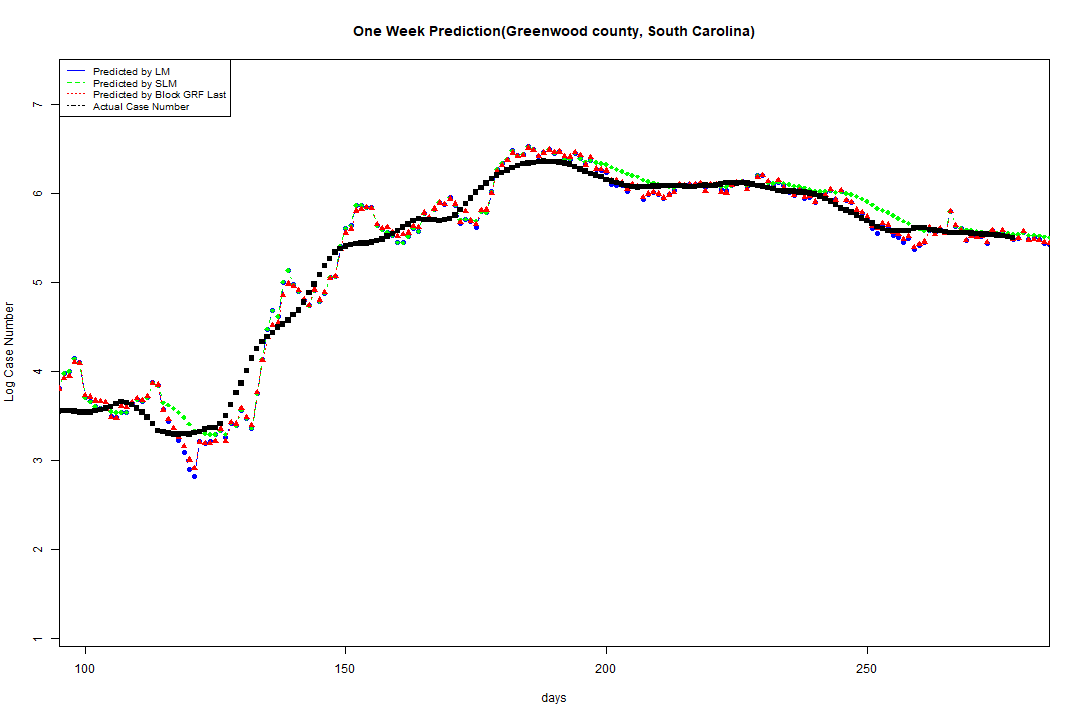 One Week Prediction(Greenwood county, South Carolina)
Predicted by LM
Predicted by SLM
Predicted by Block GRF Last
Actual Case Number
7
6
5
4
3
2
1
Log Case Number
100 150 200 250
days